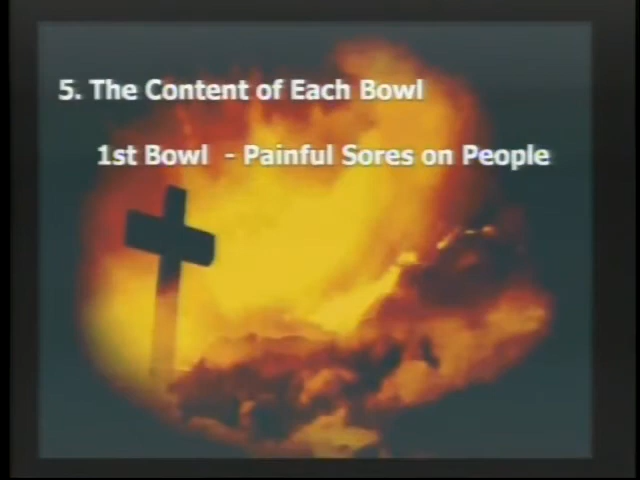 5. The Content of Each Bowl
1st Bowl - Painful Sores on People